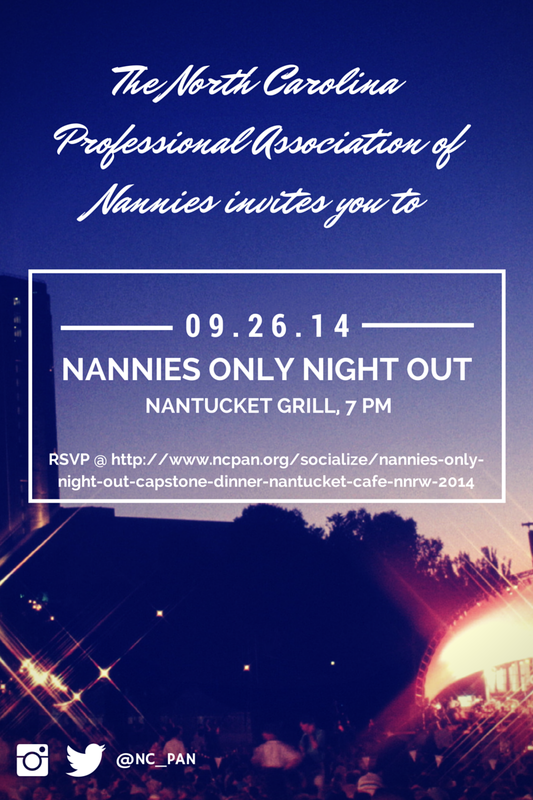 The North Carolina
Professional Association of
Nannies invites you to
09.26.14
NANNIES ONLY NIGHT OUT
NANTUCKET GRILL, 7 PM
RSVP @ http://www.ncpan.org/socialize/nannies-only-
night-out-capstone-dinner-nantucket-cafe-nnrw-2014
@NC_PAN